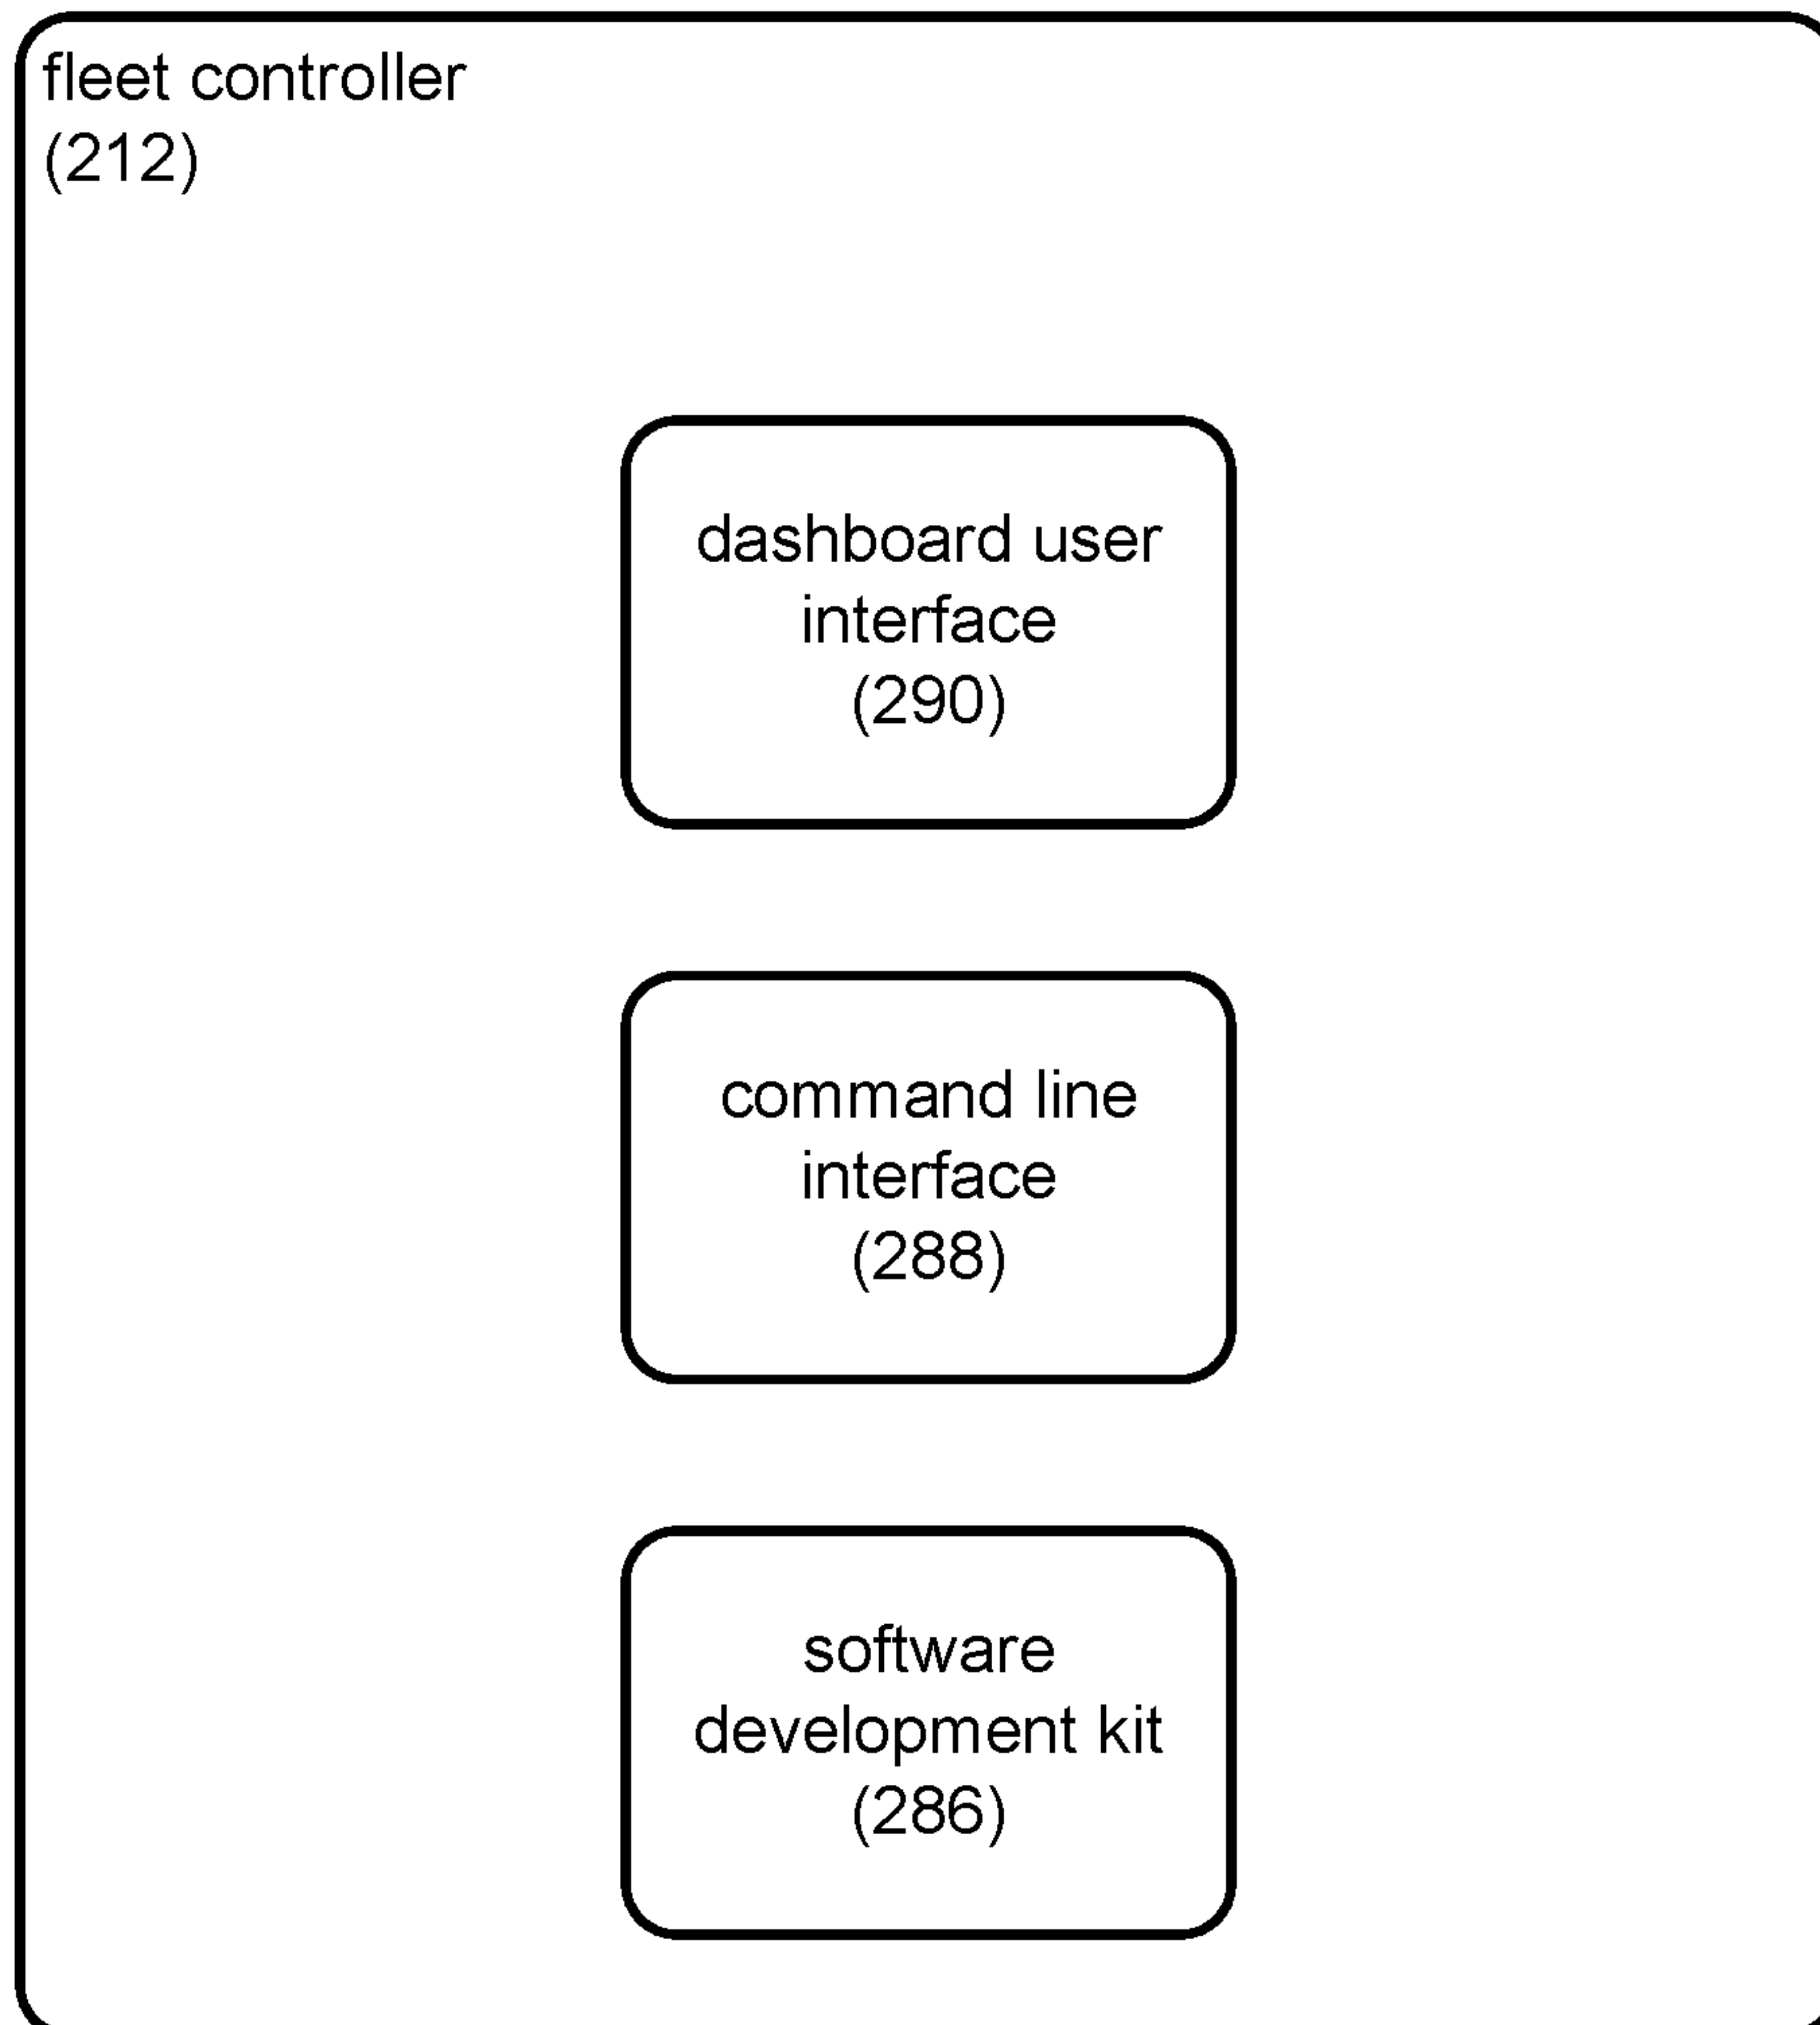 fleet controller
(212)
dashboard user
interface
(290)
command line
interface
(288)
software
development kit
(286)